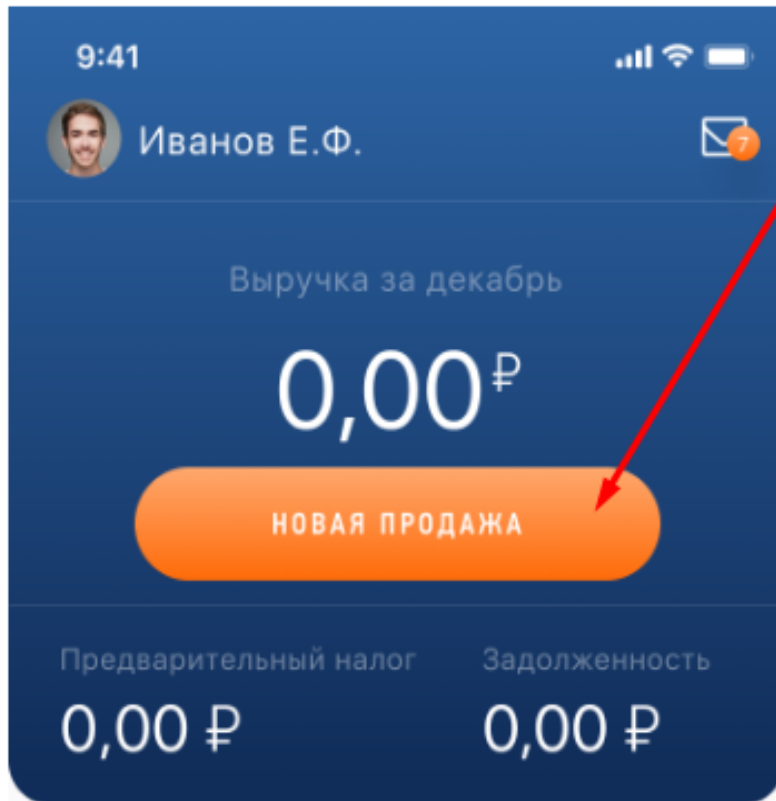 9:41
Иванов Е.Ф.
7
Выручка за декабрь
0,00 ₽
НОВАЯ ПРОДАЖА
Предварительный налог
Задолженность
0,00 ₽
0,00 ₽